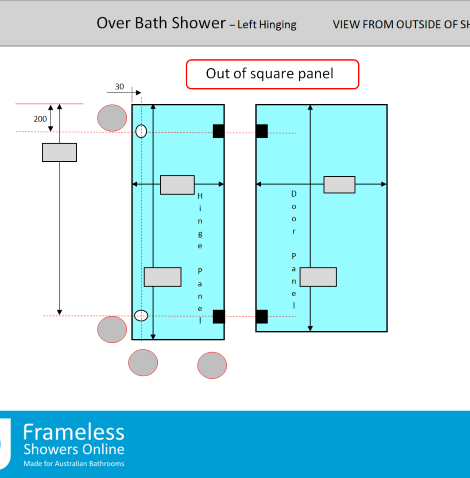 Over Bath Shower – Left Hinging
VIEW FROM OUTSIDE OF SH
Out of square panel
30
200
Hinge Panel
Door Panel
Frameless
Showers Online
Made for Australian Bathrooms